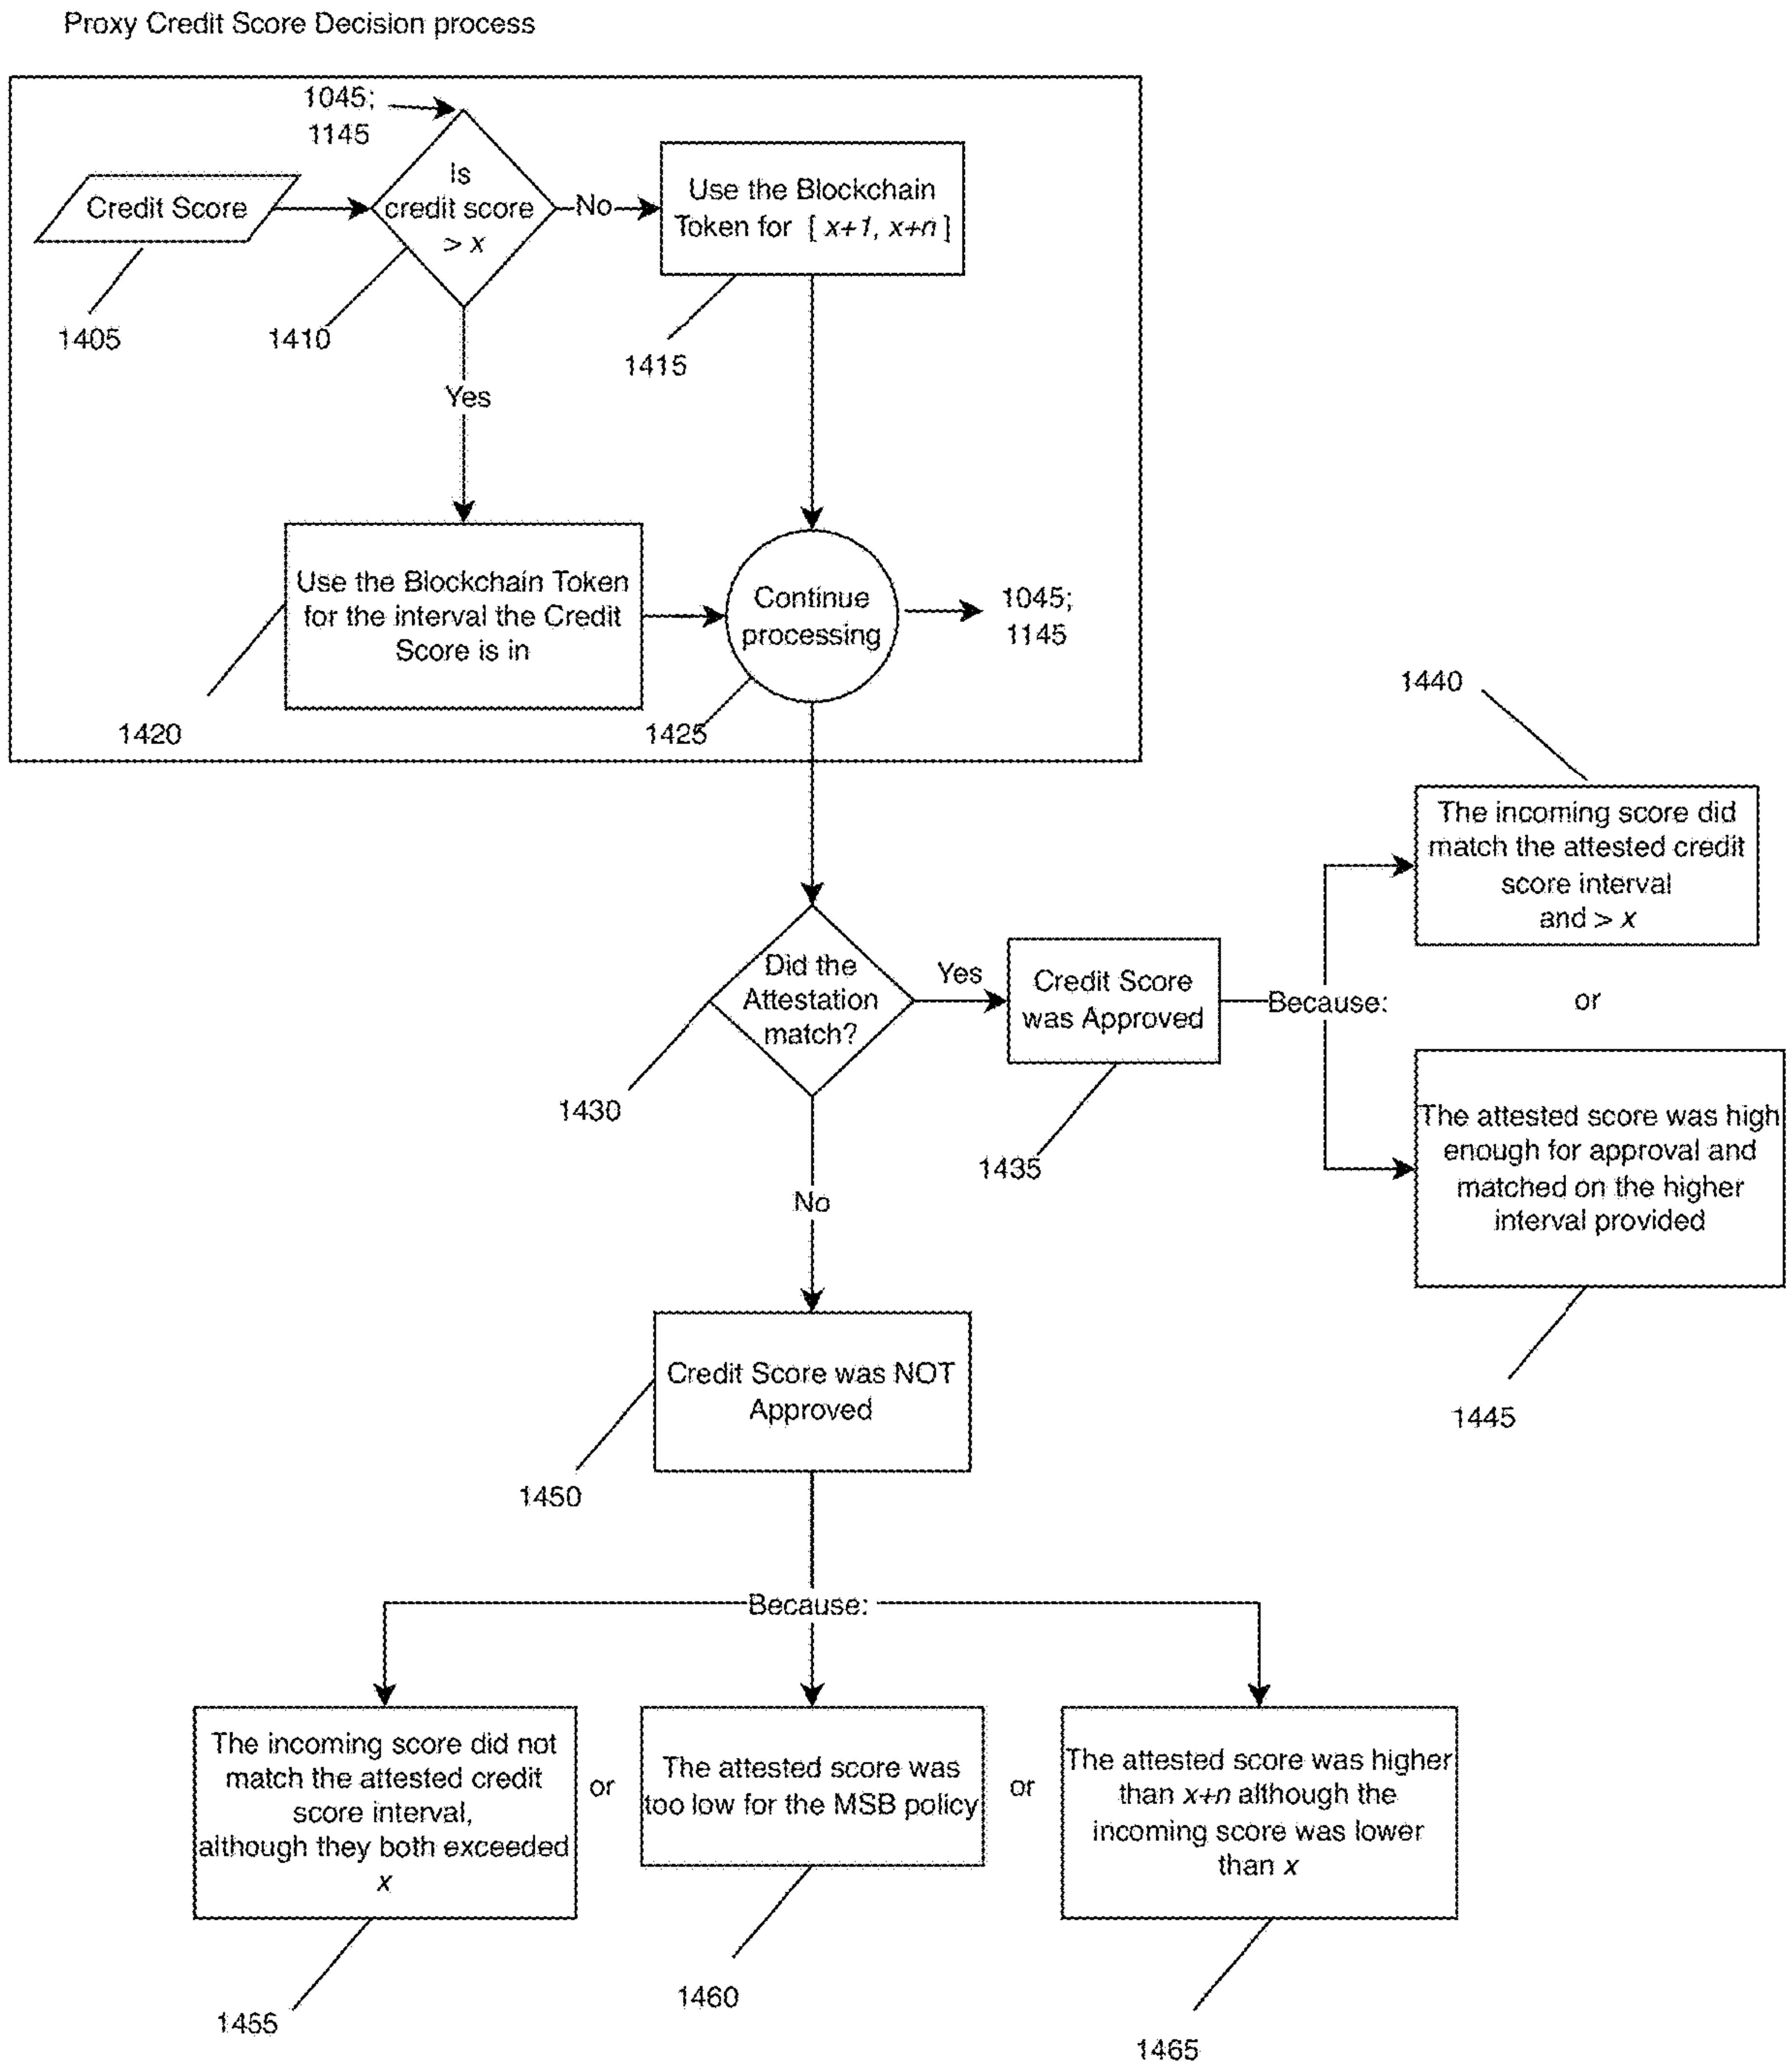 Proxy Credit Score Decision process
1045;
1145
Is
credit score
> x
Credit Score
No
Use the Blockchain
Token for [ x+1, x+n ]
1405
1410
1415
Yes
Use the Blockchain Token
for the interval the Credit
Score is in
Continue
processing
1045;
1145
1420
1425
1440
The incoming score did
match the attested credit
score interval
and > x
Did the
Attestation
match?
Yes
Credit Score
was Approved
Because:
or
1430
1435
The attested score was high
enough for approval and
matched on the higher
interval provided
1445
No
Credit Score was NOT
Approved
1450
Because:
The incoming score did not
match the attested credit
score interval,
although they both exceeded
x
or
The attested score was
too low for the MSB policy
or
The attested score was higher
than x+n although the
incoming score was lower
than x
1455
1460
1465